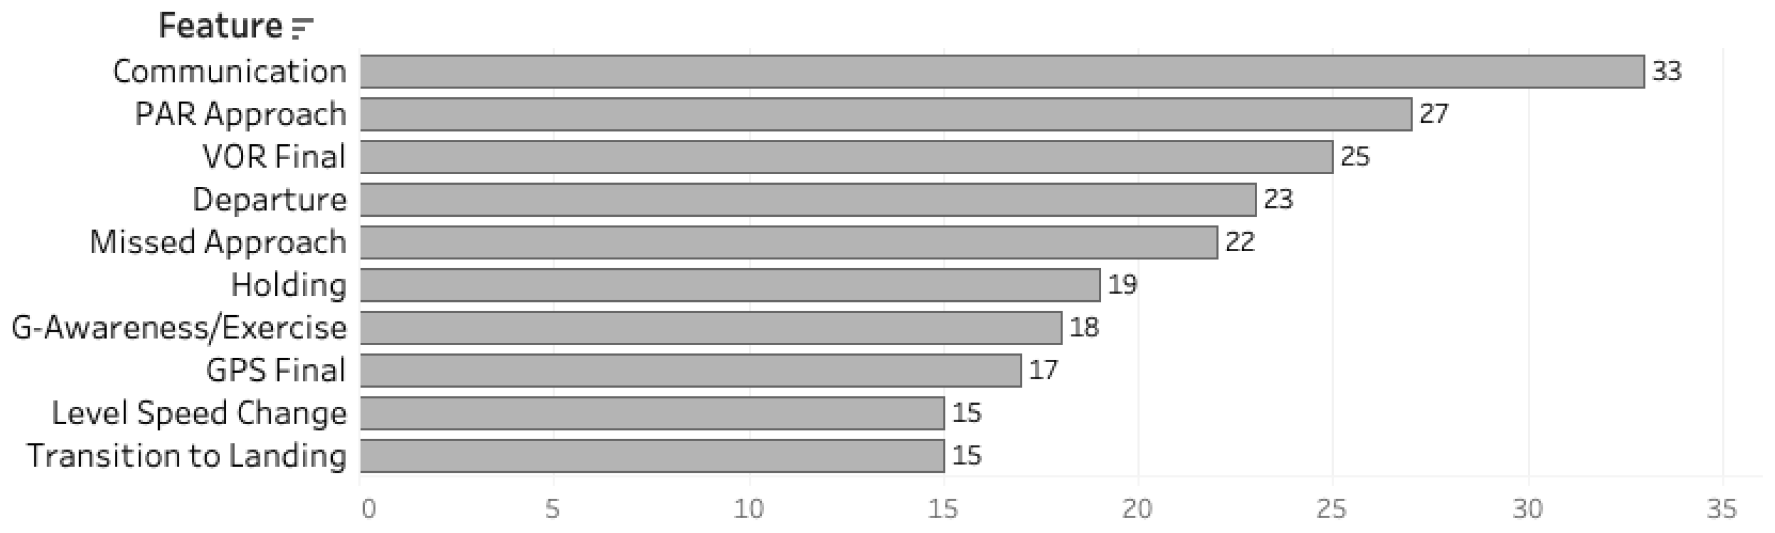 Feature
Communication 33
PAR Approach 27
VOR Final 25
Departure 23
Missed Approach 22
Holding 19
G-Awareness/Exercise 18
GPS Final 17
Level Speed Change 15
Transition to Landing 15
0 5 10 15 20 25 30 35